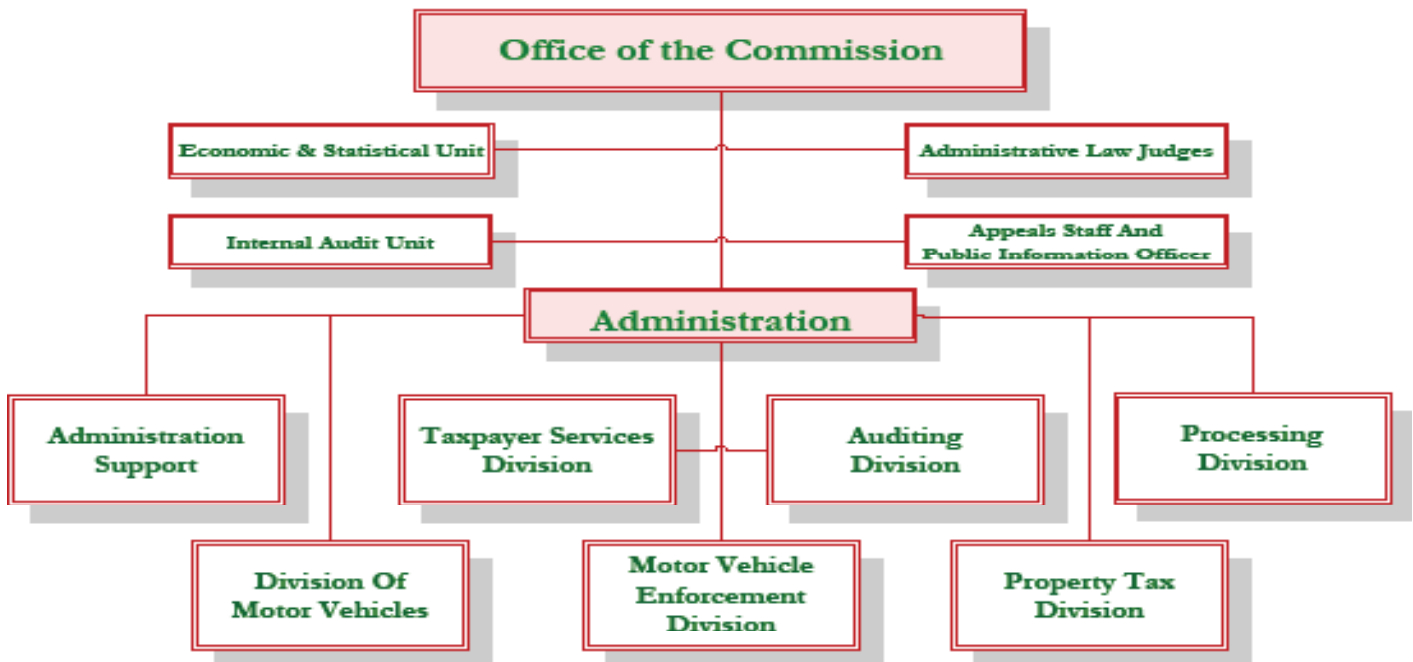 Office of the Commission
Economic & Statistical Unit
Administrative Law Judges
Internal Audit Unit
Appeals Staff And
Public Information Officer
Administration
Administration
Support
Taxpayer Services
Division
Auditing
Division
Processing
Division
Division Of
Motor Vehicles
Motor Vehicle
Enforcement
Division
Property Tax
Division